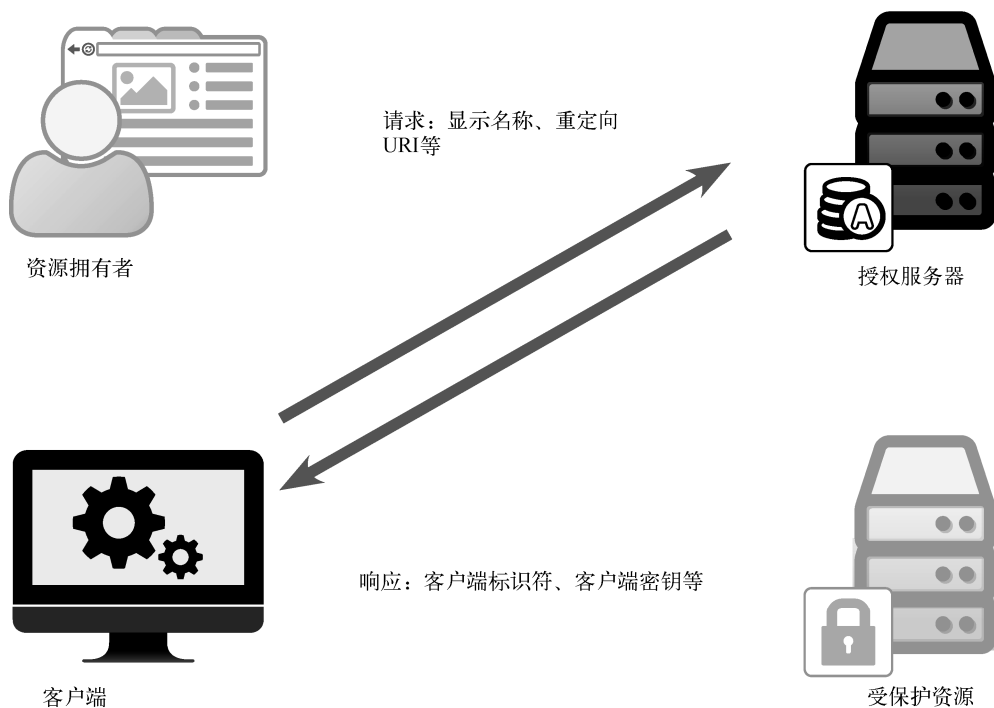 请求：显示名称、重定向
URI等
资源拥有者
授权服务器
A
响应：客户端标识符、客户端密钥等
客户端
受保护资源